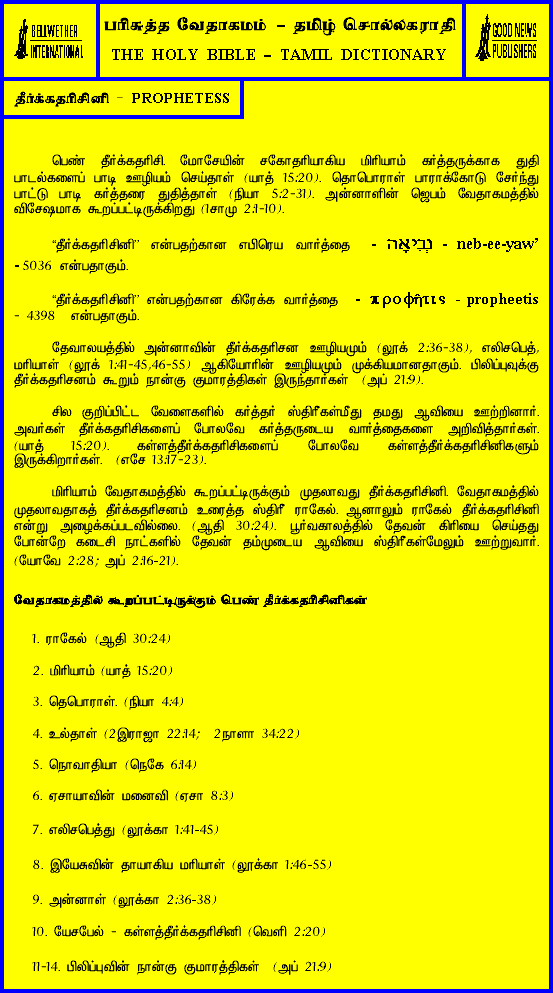 BELLWETHER
INTERNATIONAL
பரிசுத்த வேதாகமம் - தமிழ் சொல்லகராதி
THE HOLY BIBLE - TAMIL DICTIONARY
GOOD NEWS
PUBLISHERS
தீர்க்கதரிசினி - PROPHETESS
பெண் தீர்க்கதரிசி. மோசேயின் சகோதரியாகிய மிரியாம் கர்த்தருக்காக துதி
பாடல்களைப் பாடி ஊழியம் செய்தாள் (யாத் 15:20). தொபொராள் பாராக்கோடு சேர்ந்து
பாட்டு பாடி கர்த்தரை துதித்தாள் (நியா 5:2-31). அன்னாளின் ஜெபம் வேதாகமத்தில்
விசேஷமாக கூறப்பட்டிருக்கிறது (1சாமு 2:1-10).
“தீர்க்கதரிசினி” என்பதற்கான எபிரெய வார்த்தை - נְבִיאָה - neb-ee-yaw’
- 5036 என்பதாகும்.
“தீர்க்கதரிசினி” என்பதற்கான கிரேக்க வார்த்தை - προφῆτις - propheetis
- 4398 என்பதாகும்.
தேவாலயத்தில் அன்னாவின் தீர்க்கதரிசன ஊழியமும் (லூக் 2:36-38), எலிசபெத்,
மரியாள் (லூக் 1:41-45,46-55) ஆகியோரின் ஊழியமும் முக்கியமானதாகும். பிலிப்புவுக்கு
தீர்க்கதரிசனம் கூறும் நான்கு குமாரத்திகள் இருந்தார்கள் (அப் 21:9).
சில குறிப்பிட்ட வேளைகளில் கர்த்தர் ஸ்திரீகள்மீது தமது ஆவியை ஊற்றினார்.
அவர்கள் தீர்க்கதரிசிகளைப் போலவே கர்த்தருடைய வார்த்தைகளை அறிவித்தார்கள்.
(யாத் 15:20). கள்ளத்தீர்க்கதரிசிகளைப் போலவே கள்ளத்தீர்க்கதரிசினிகளும்
இருக்கிறார்கள். (எசே 13:17-23).
மிரியாம் வேதாகமத்தில் கூறப்பட்டிருக்கும் முதலாவது தீர்க்கதரிசினி. வேதாகமத்தில்
முதலாவதாகத் தீர்க்கதரிசனம் உரைத்த ஸ்திரீ ராகேல். ஆனாலும் ராகேல் தீர்க்கதரிசினி
என்று அழைக்கப்படவில்லை. (ஆதி 30:24). பூர்வகாலத்தில் தேவன் கிரியை செய்தது
போன்றே கடைசி நாட்களில் தேவன் தம்முடைய ஆவியை ஸ்திரீகள்மேலும் ஊற்றுவார்.
(யோவே 2:28; அப் 2:16-21).
வேதாகமத்தில் கூறப்பட்டிருக்கும் பெண் தீர்க்கதரிசினிகள்
1. ராகேல் (ஆதி 30:24)
2. மிரியாம் (யாத் 15:20)
3. தெபொராள். (நியா 4:4)
4. உல்தாள் (2இராஜா 22:14; 2நாளா 34:22)
5. நொவாதியா (நெகே 6:14)
6. ஏசாயாவின் மனைவி (ஏசா 8:3)
7. எலிசபெத்து (லூக்கா 1:41-45)
8. இயேசுவின் தாயாகிய மரியாள் (லூக்கா 1:46-55)
9. அன்னாள் (லூக்கா 2:36-38)
10. யேசபேல் - கள்ளத்தீர்க்கதரிசினி (வெளி 2:20)
11-14. பிலிப்புவின் நான்கு குமாரத்திகள் (அப் 21:9)